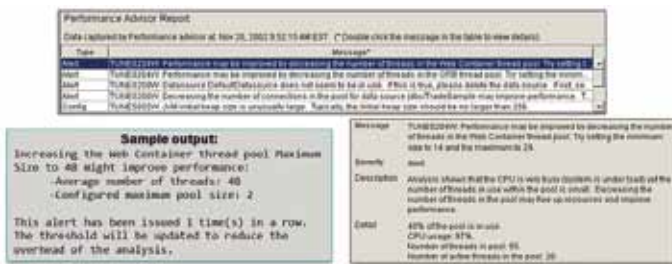 Performance Advisor Report
Data captured by Performance advisor at: Nov 20, 2002 9:52:15 AM EST (*Double click the message in the table to view details)
Type Message*
Alert TUNE0204W: Performance may be improved by decreasing the number of threads in the Web Container thread pool. Try setting t
Alert TUNE0204W: Performance may be improved by decreasing the number of threads in the ORB thread pool. Try setting the minim
Alert Datasource DefaultDatasource does not seem to be in use. If this is true, please delete the data source.
Alert Decreasing the number of connections in the pool for data source jdbc/TradeSample may improve performance. T
Config JVM initial heap size is unusually large. Typically, the initial heap size should be no larger than 256
Sample output:
Increasing the Web Container thread pool Maximum
Size to 48 might improve performance:
-Average number of threads: 48
-Configured maximum pool size: 2
This alert has been issued 1 time(s) in a row.
The threshold will be updated to reduce the
overhead of the analysis.
Message TUNE0204W: Performance may be improved by decreasing the number
of threads in the Web Container thread pool. Try setting the minimum
size to 14 and the maximum to
Severity Alert
Description Analysis shows that the CPU is very busy (system is under load) yet the
number of threads in use within the pool is small. Decreasing the
number of threads in the pool may free up resources and improve
performance.
Detail 40% of the pool is in use.
CPU usage: 97%.
Number of threads in pool:
Number of active threads in the pool: